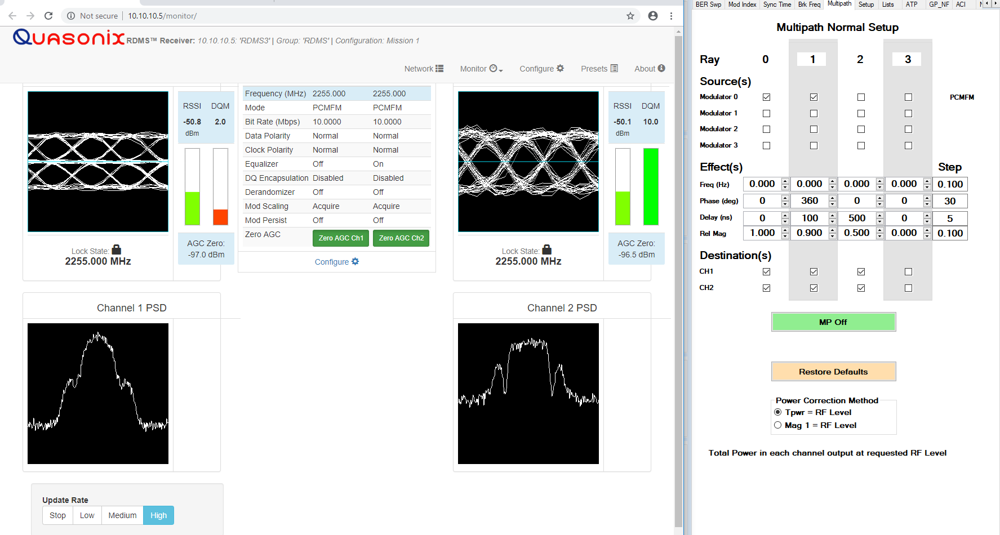 Not secure | 10.10.10.5/monitor/
QUASONIX RDMS™ Receiver: 10.10.10.5: 'RDMS3' | Group: 'RDMS' | Configuration: Mission 1
Network Monitor Configure Presets About
RSSI DQM
-50.8 2.0
dBm
AGC Zero:
-97.0 dBm
Lock State:
2255.000 MHz
Frequency (MHz) 2255.000 2255.000
Mode PCMFM PCMFM
Bit Rate (Mbps) 10.0000 10.0000
Data Polarity Normal Normal
Clock Polarity Normal Normal
Equalizer Off On
DQ Encapsulation Disabled Disabled
Derandomizer Off Off
Mod Scaling Acquire Acquire
Mod Persist Off Off
Zero AGC Zero AGC Ch1 Zero AGC Ch2
Configure
RSSI DQM
-50.1 10.0
dBm
AGC Zero:
-96.5 dBm
Lock State:
2255.000 MHz
Channel 1 PSD
Channel 2 PSD
Update Rate
Stop Low Medium High
BER Swp Mod Index Sync Time Brk Freq Multipath Setup Lists ATP GP_NF ACI
Multipath Normal Setup
Ray 0 1 2 3
Source(s)
Modulator 0 PCMFM
Modulator 1
Modulator 2
Modulator 3
Effect(s) Step
Freq (Hz) 0.000 0.000 0.000 0.000 0.100
Phase (deg) 0 360 0 0 30
Delay (ns) 0 100 500 0 5
Rel Mag 1.000 0.900 0.500 0.000 0.100
Destination(s)
CH1
CH2
MP Off
Restore Defaults
Power Correction Method
Tpwr = RF Level
Mag 1 = RF Level
Total Power in each channel output at requested RF Level